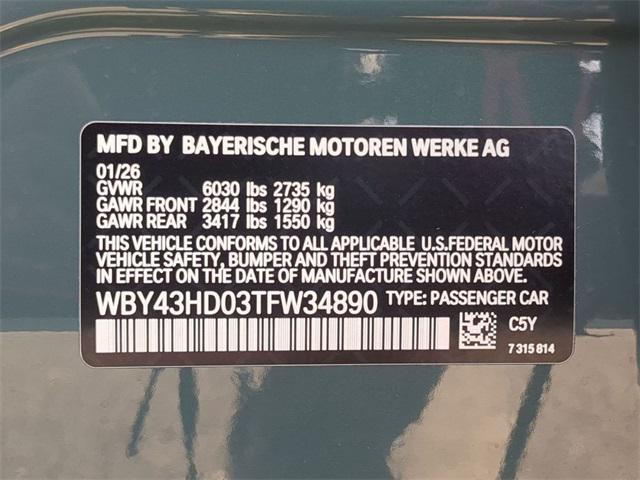 MFD BY BAYERISCHE MOTOREN WERKE AG
01/26
GVWR 6030 lbs 2735 kg
GAWR FRONT 2844 lbs 1290 kg
GAWR REAR 3417 lbs 1550 kg
THIS VEHICLE CONFORMS TO ALL APPLICABLE U.S.FEDERAL MOTOR
VEHICLE SAFETY, BUMPER AND THEFT PREVENTION STANDARDS
IN EFFECT ON THE DATE OF MANUFACTURE SHOWN ABOVE.
WBY43HD03TFW34890 TYPE: PASSENGER CAR
C5Y
7 315 814